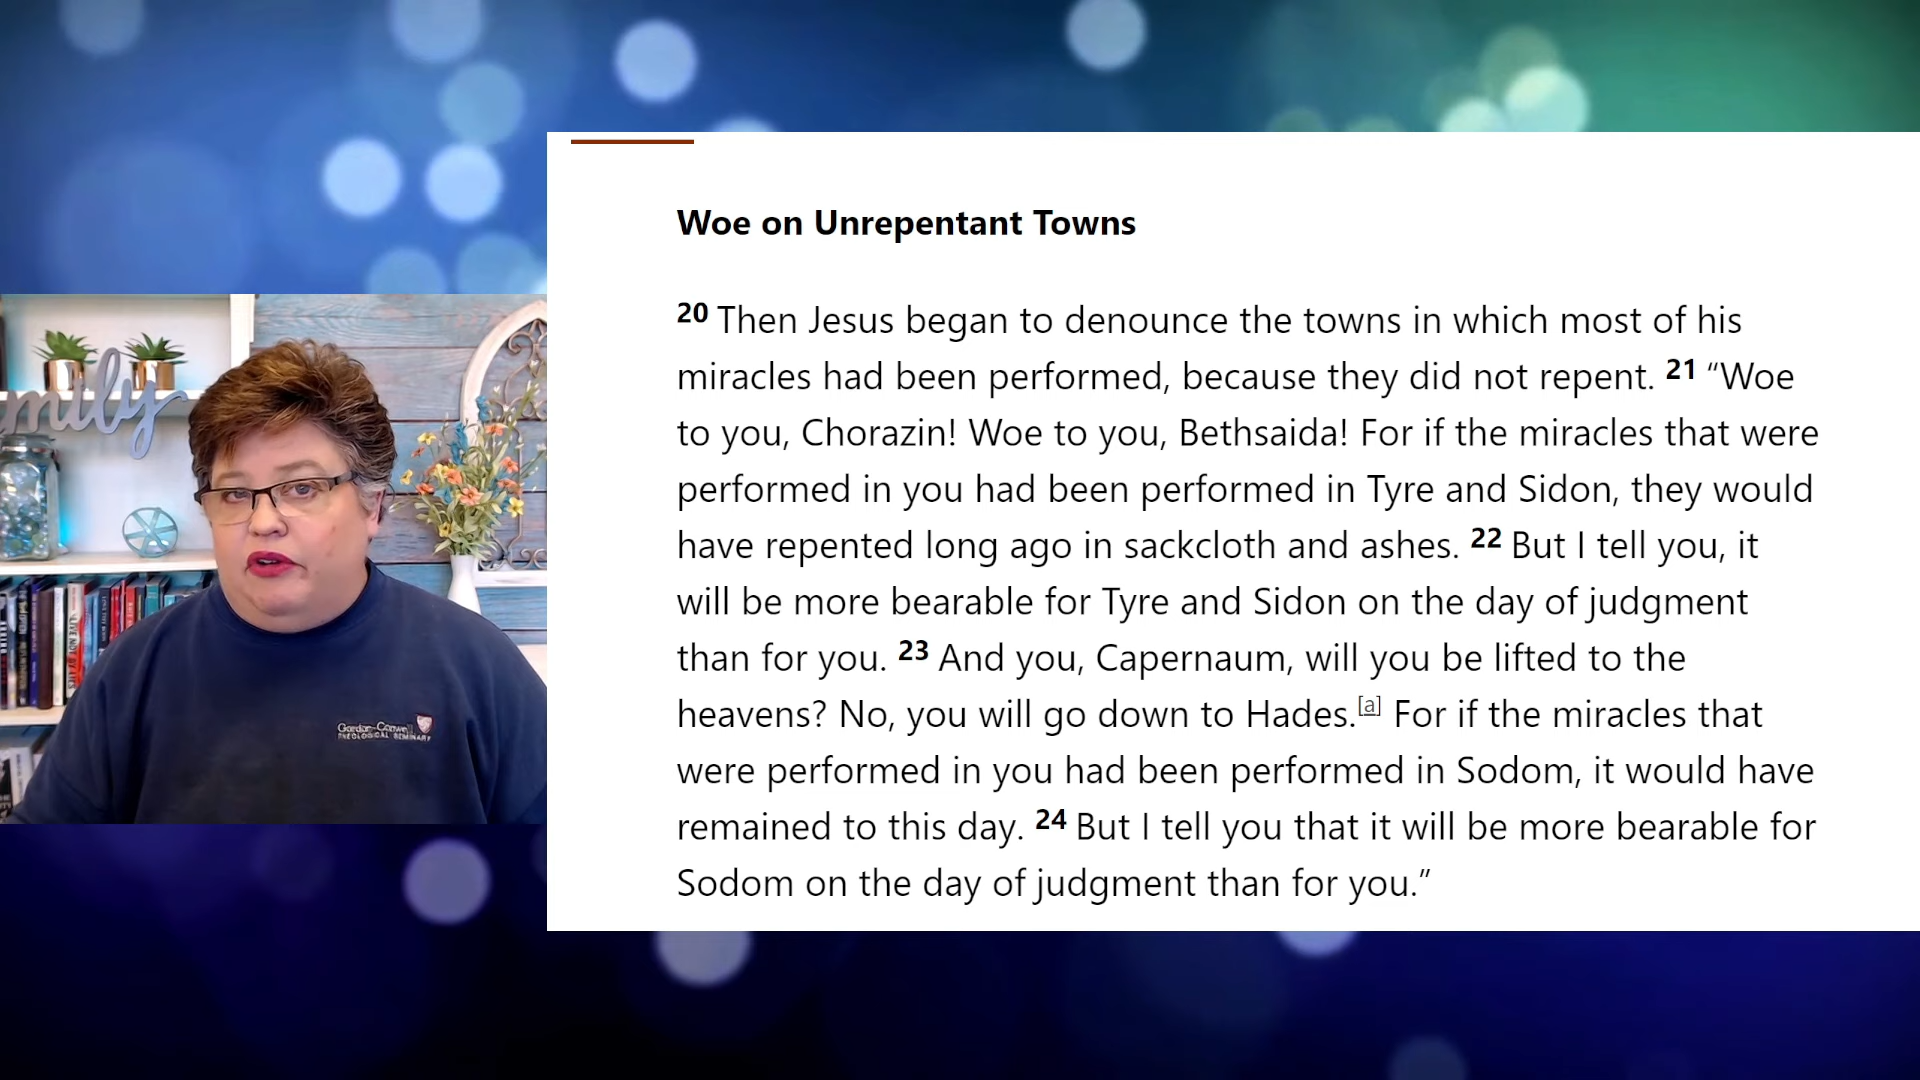 Woe on Unrepentant Towns
20 Then Jesus began to denounce the towns in which most of his
miracles had been performed, because they did not repent. 21 “Woe
to you, Chorazin! Woe to you, Bethsaida! For if the miracles that were
performed in you had been performed in Tyre and Sidon, they would
have repented long ago in sackcloth and ashes. 22 But I tell you, it
will be more bearable for Tyre and Sidon on the day of judgment
than for you. 23 And you, Capernaum, will you be lifted to the
heavens? No, you will go down to Hades.[a] For if the miracles that
were performed in you had been performed in Sodom, it would have
remained to this day. 24 But I tell you that it will be more bearable for
Sodom on the day of judgment than for you.”
mily
Gordon-Conwell
THEOLOGICAL SEMINARY
LIVE NOT BY LIES